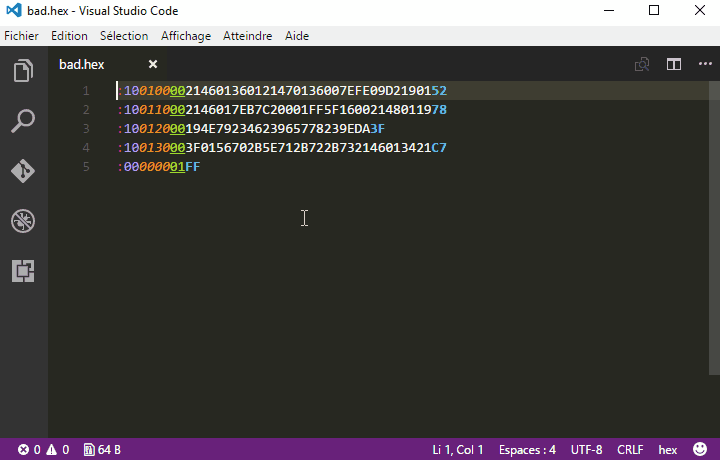 bad.hex - Visual Studio Code
Fichier Edition Sélection Affichage Atteindre Aide
bad.hex
1 :10010000214601360121470136007EFE09D2190152
2 :100110002146017EB7C20001FF5F16002148011978
3 :10012000194E79234623965778239EDA3F
4 :100130003F0156702B5E712B722B732146013421C7
5 :00000001FF
0 0 64 B Li 1, Col 1 Espaces : 4 UTF-8 CRLF hex